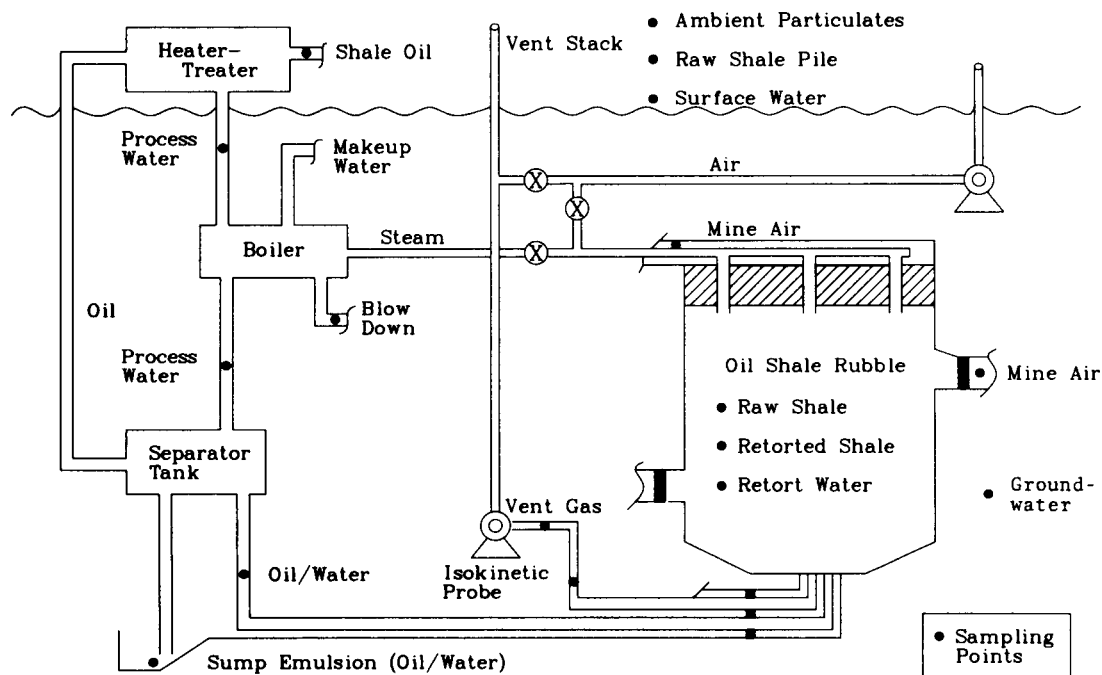 Heater-
Treater
Shale Oil
Vent Stack
Ambient Particulates
Raw Shale Pile
Surface Water
Process
Water
Makeup
Water
Air
X
X
Boiler
Steam
X
Mine Air
Oil
Blow
Down
Process
Water
Oil Shale Rubble
Mine Air
Raw Shale
Retorted Shale
Retort Water
Separator
Tank
Ground-
water
Vent Gas
Oil/Water
Isokinetic
Probe
Sump Emulsion (Oil/Water)
Sampling
Points